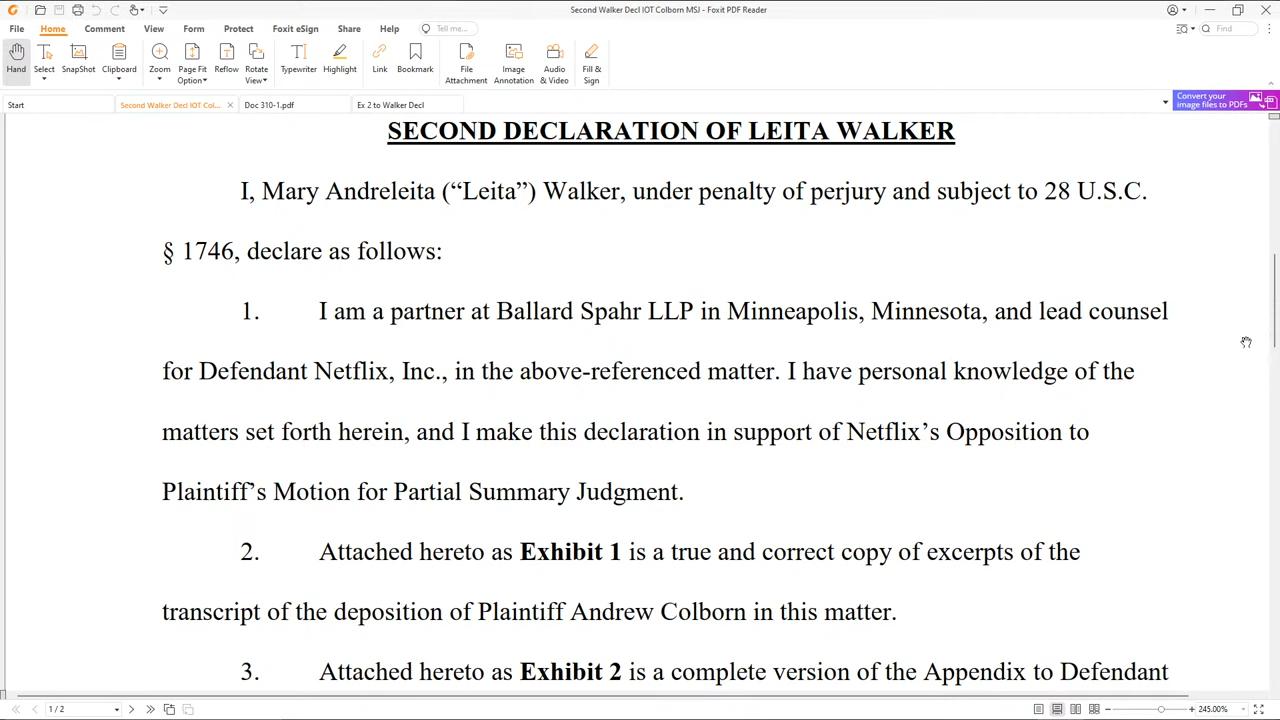 Second Walker Decl IOT Colborn MSJ - Foxit PDF Reader
File Home Comment View Form Protect Foxit eSign Share Help Tell me... Find
Hand Select SnapShot Clipboard Zoom Page Fit Option Reflow Rotate View Typewriter Highlight Link Bookmark File Attachment Image Annotation Audio & Video Fill & Sign
Start Second Walker Decl IOT Col... Doc 310-1.pdf Ex 2 to Walker Decl Convert your image files to PDFs
SECOND DECLARATION OF LEITA WALKER
I, Mary Andreleita (“Leita”) Walker, under penalty of perjury and subject to 28 U.S.C.
§ 1746, declare as follows:
1. I am a partner at Ballard Spahr LLP in Minneapolis, Minnesota, and lead counsel
for Defendant Netflix, Inc., in the above-referenced matter. I have personal knowledge of the
matters set forth herein, and I make this declaration in support of Netflix’s Opposition to
Plaintiff’s Motion for Partial Summary Judgment.
2. Attached hereto as Exhibit 1 is a true and correct copy of excerpts of the
transcript of the deposition of Plaintiff Andrew Colborn in this matter.
3. Attached hereto as Exhibit 2 is a complete version of the Appendix to Defendant
1 / 2 245.00%